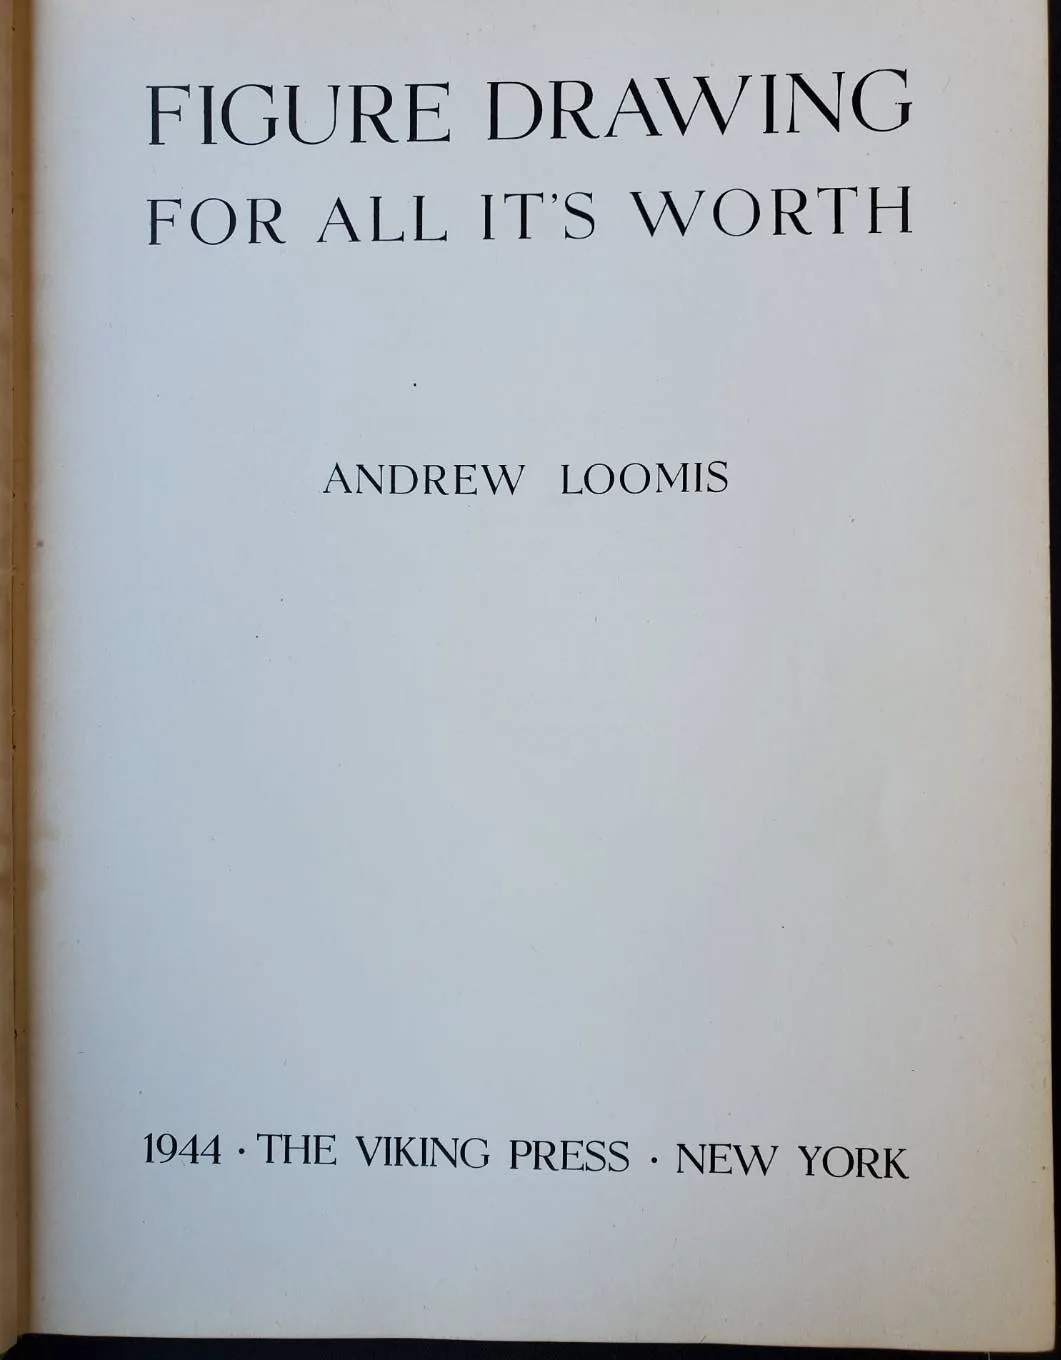 FIGURE DRAWING
FOR ALL IT'S WORTH
ANDREW LOOMIS
1944 · THE VIKING PRESS · NEW YORK